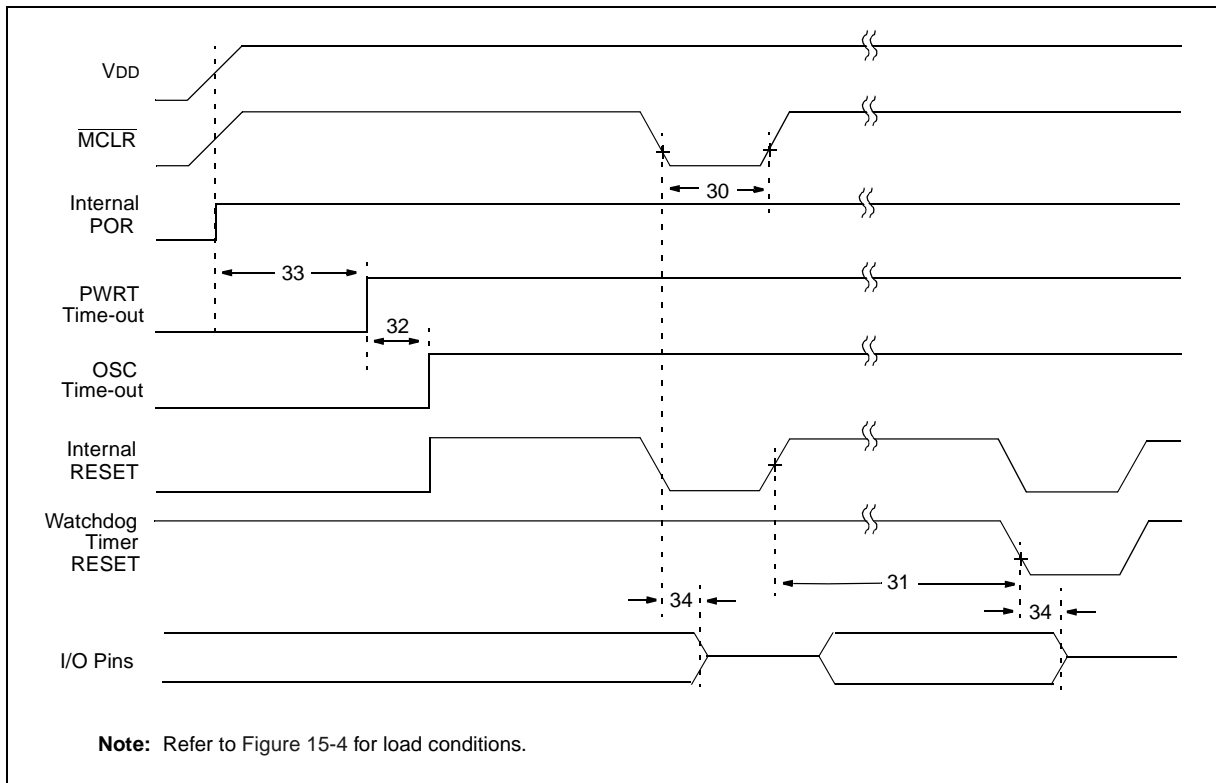 VDD
MCLR
30
Internal
POR
33
PWRT
Time-out
32
OSC
Time-out
Internal
RESET
Watchdog
Timer
RESET
31
34
34
I/O Pins
Note: Refer to Figure 15-4 for load conditions.